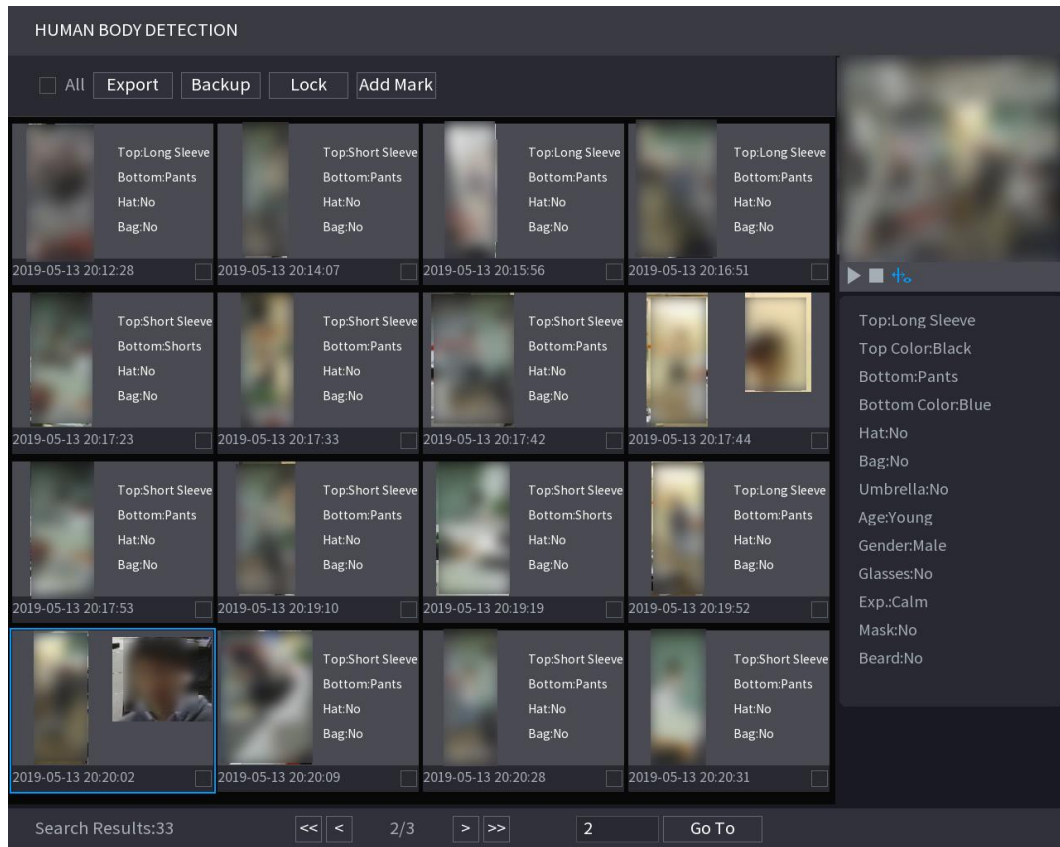 HUMAN BODY DETECTION
All Export Backup Lock Add Mark
Top:Long Sleeve
Bottom:Pants
Hat:No
Bag:No
2019-05-13 20:12:28
Top:Short Sleeve
Bottom:Pants
Hat:No
Bag:No
2019-05-13 20:14:07
Top:Long Sleeve
Bottom:Pants
Hat:No
Bag:No
2019-05-13 20:15:56
Top:Long Sleeve
Bottom:Pants
Hat:No
Bag:No
2019-05-13 20:16:51
Top:Short Sleeve
Bottom:Shorts
Hat:No
Bag:No
2019-05-13 20:17:23
Top:Short Sleeve
Bottom:Pants
Hat:No
Bag:No
2019-05-13 20:17:33
Top:Short Sleeve
Bottom:Pants
Hat:No
Bag:No
2019-05-13 20:17:42
2019-05-13 20:17:44
Top:Short Sleeve
Bottom:Pants
Hat:No
Bag:No
2019-05-13 20:17:53
Top:Short Sleeve
Bottom:Pants
Hat:No
Bag:No
2019-05-13 20:19:10
Top:Short Sleeve
Bottom:Shorts
Hat:No
Bag:No
2019-05-13 20:19:19
Top:Long Sleeve
Bottom:Pants
Hat:No
Bag:No
2019-05-13 20:19:52
2019-05-13 20:20:02
Top:Short Sleeve
Bottom:Pants
Hat:No
Bag:No
2019-05-13 20:20:09
Top:Short Sleeve
Bottom:Pants
Hat:No
Bag:No
2019-05-13 20:20:28
Top:Short Sleeve
Bottom:Pants
Hat:No
Bag:No
2019-05-13 20:20:31
Top:Long Sleeve
Top Color:Black
Bottom:Pants
Bottom Color:Blue
Hat:No
Bag:No
Umbrella:No
Age:Young
Gender:Male
Glasses:No
Exp.:Calm
Mask:No
Beard:No
Search Results:33 << < 2/3 > >> 2 Go To